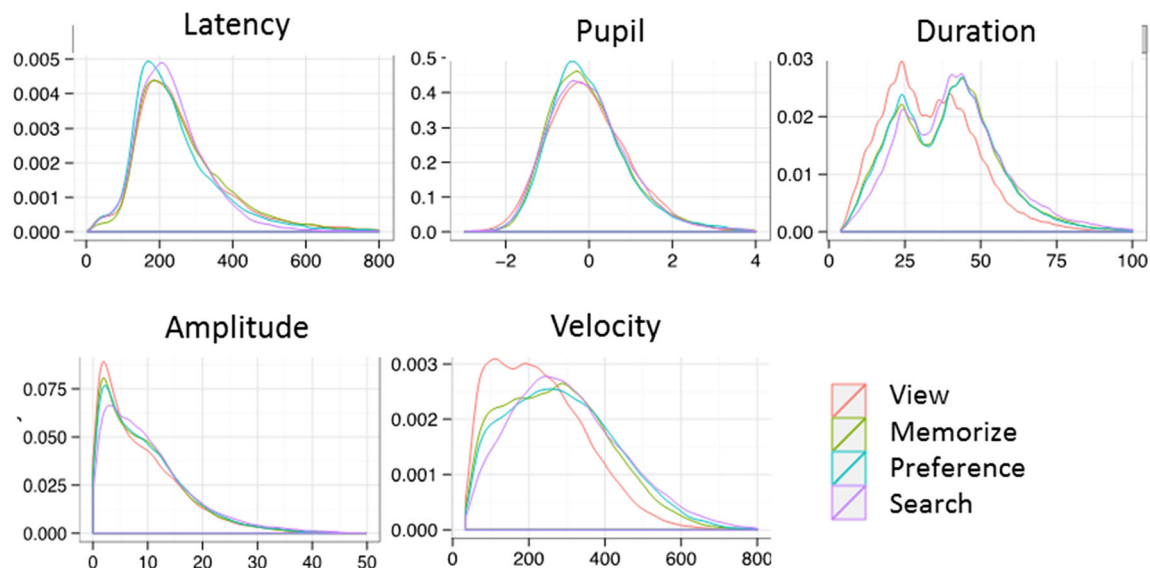 Latency
0.005
0.004
0.003
0.002
0.001
0.000
0 200 400 600 800
Pupil
0.5
0.4
0.3
0.2
0.1
0.0
−2 0 2 4
Duration
0.03
0.02
0.01
0.00
0 25 50 75 100
Amplitude
0.075
0.050
0.025
0.000
0 10 20 30 40 50
Velocity
0.003
0.002
0.001
0.000
0 200 400 600 800
View
Memorize
Preference
Search